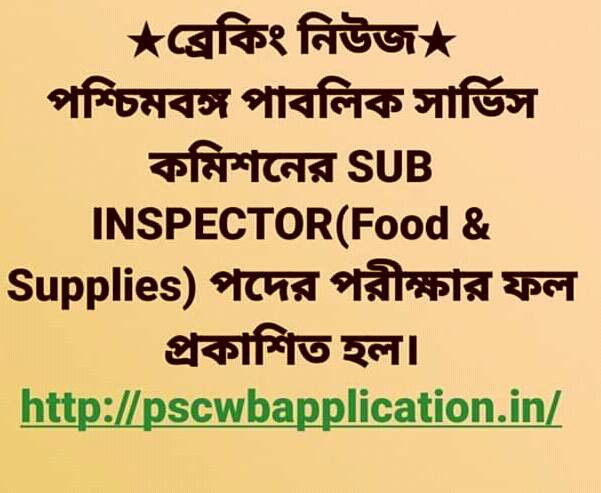 ★ব্রেকিং নিউজ★
পশ্চিমবঙ্গ পাবলিক সার্ভিস
কমিশনের SUB
INSPECTOR(Food &
Supplies) পদের পরীক্ষার ফল
প্রকাশিত হল।
http://pscwbapplication.in/